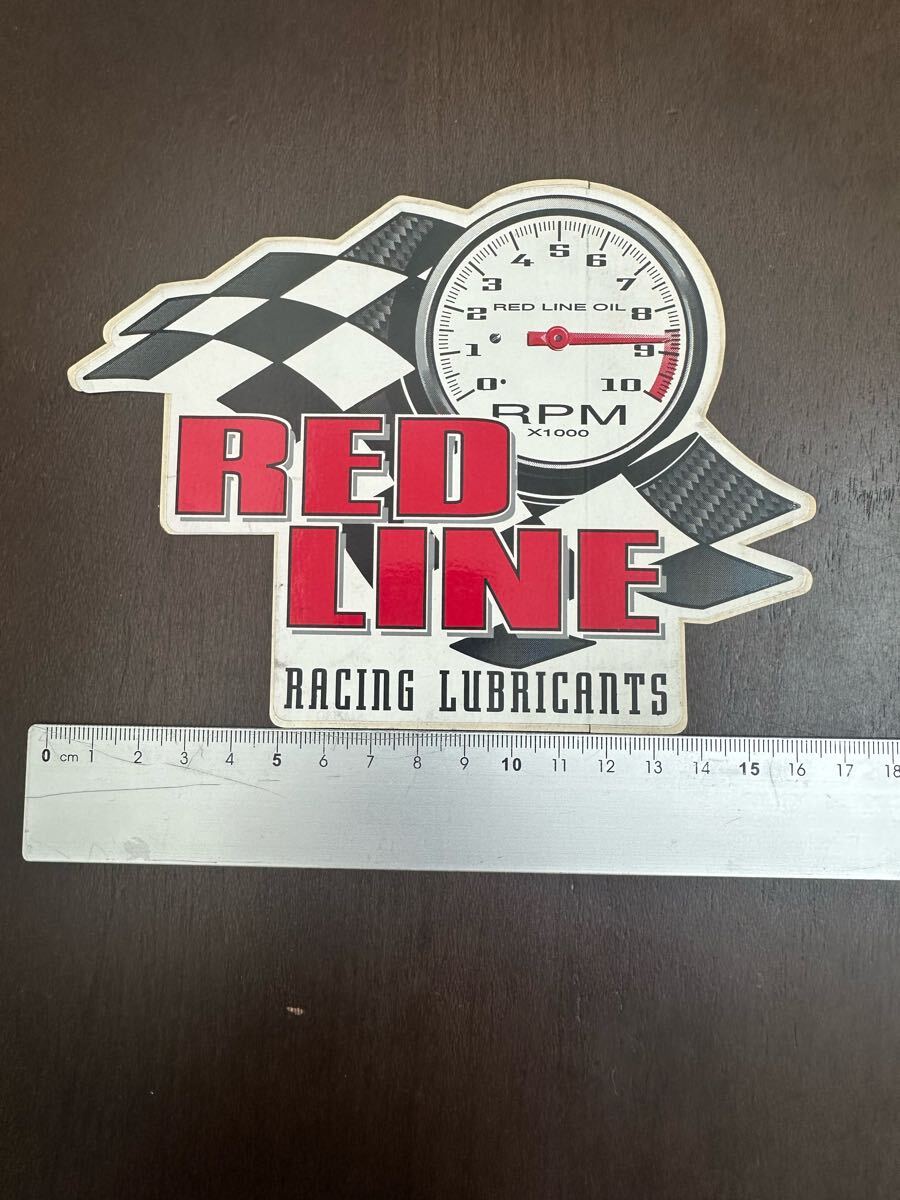 5
4 6
3 7
2 RED LINE OIL 8
1 9
0 10
RPM
X1000
RED
LINE
RACING LUBRICANTS
0 cm 1 2 3 4 5 6 7 8 9 10 11 12 13 14 15 16 17 18